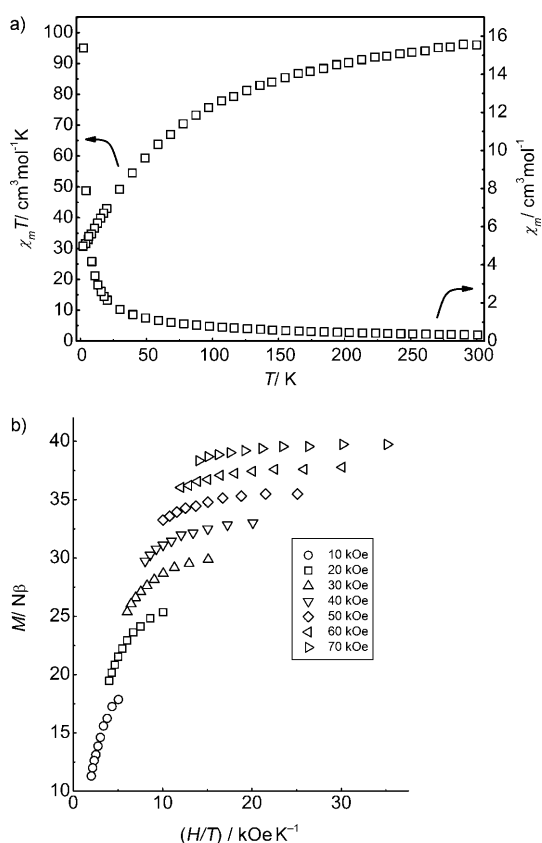 a)
100
90
80
70
60
50
40
30
20
10
0
χₘT/ cm³mol⁻¹K
16
14
12
10
8
6
4
2
0
χₘ/ cm³mol⁻¹
0 50 100 150 200 250 300
T/ K
b)
40
35
30
25
20
15
10
M/ Nβ
10 kOe
20 kOe
30 kOe
40 kOe
50 kOe
60 kOe
70 kOe
0 10 20 30
(H/T) / kOe K⁻¹